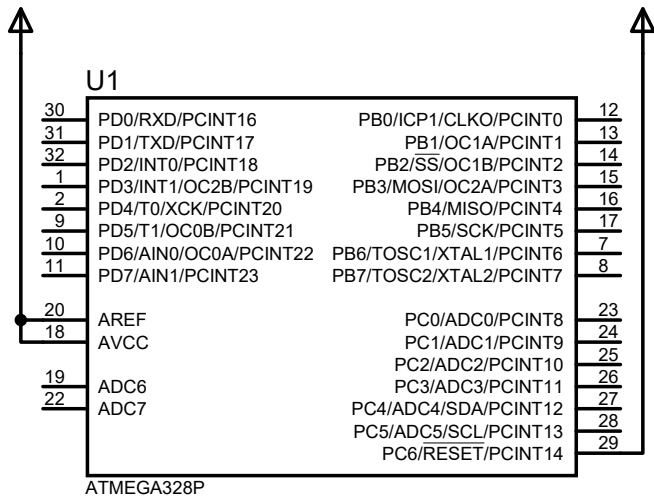 U1
30 PD0/RXD/PCINT16 PB0/ICP1/CLKO/PCINT0 12
31 PD1/TXD/PCINT17 PB1/OC1A/PCINT1 13
32 PD2/INT0/PCINT18 PB2/SS/OC1B/PCINT2 14
1 PD3/INT1/OC2B/PCINT19 PB3/MOSI/OC2A/PCINT3 15
2 PD4/T0/XCK/PCINT20 PB4/MISO/PCINT4 16
9 PD5/T1/OC0B/PCINT21 PB5/SCK/PCINT5 17
10 PD6/AIN0/OC0A/PCINT22 PB6/TOSC1/XTAL1/PCINT6 7
11 PD7/AIN1/PCINT23 PB7/TOSC2/XTAL2/PCINT7 8
20 AREF PC0/ADC0/PCINT8 23
18 AVCC PC1/ADC1/PCINT9 24
PC2/ADC2/PCINT10 25
19 ADC6 PC3/ADC3/PCINT11 26
22 ADC7 PC4/ADC4/SDA/PCINT12 27
PC5/ADC5/SCL/PCINT13 28
PC6/RESET/PCINT14 29
ATMEGA328P